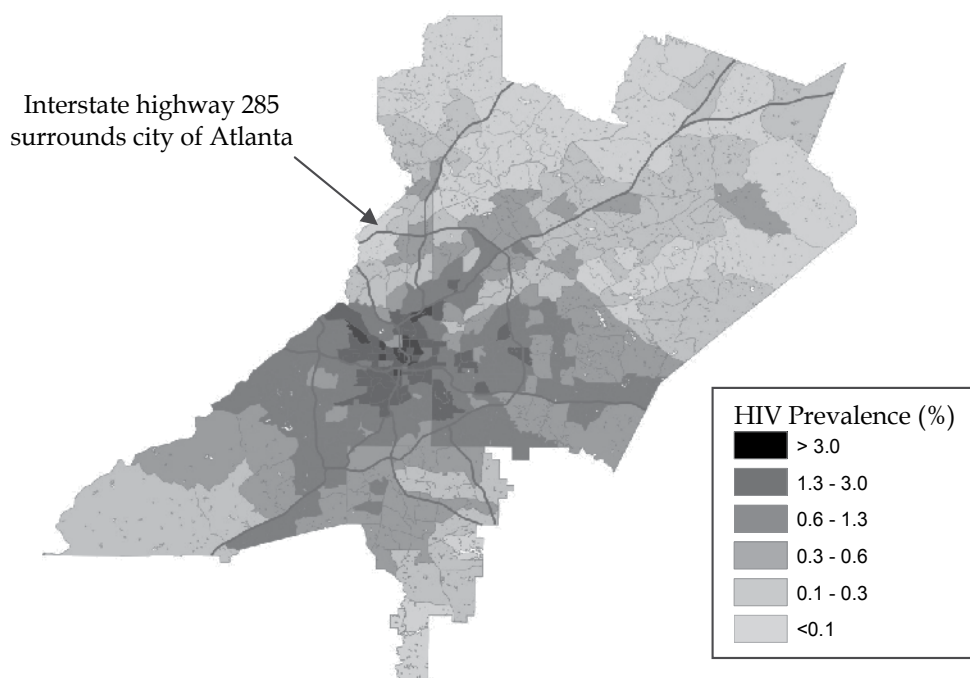 Interstate highway 285
surrounds city of Atlanta
HIV Prevalence (%)
> 3.0
1.3 - 3.0
0.6 - 1.3
0.3 - 0.6
0.1 - 0.3
<0.1